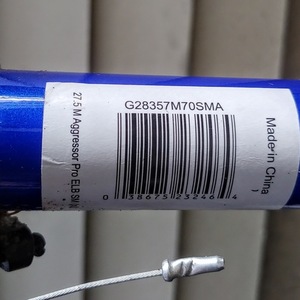 G28357M70SMA
0 38675 23246 4
27.5 M Aggressor Pro ELB
Made in China